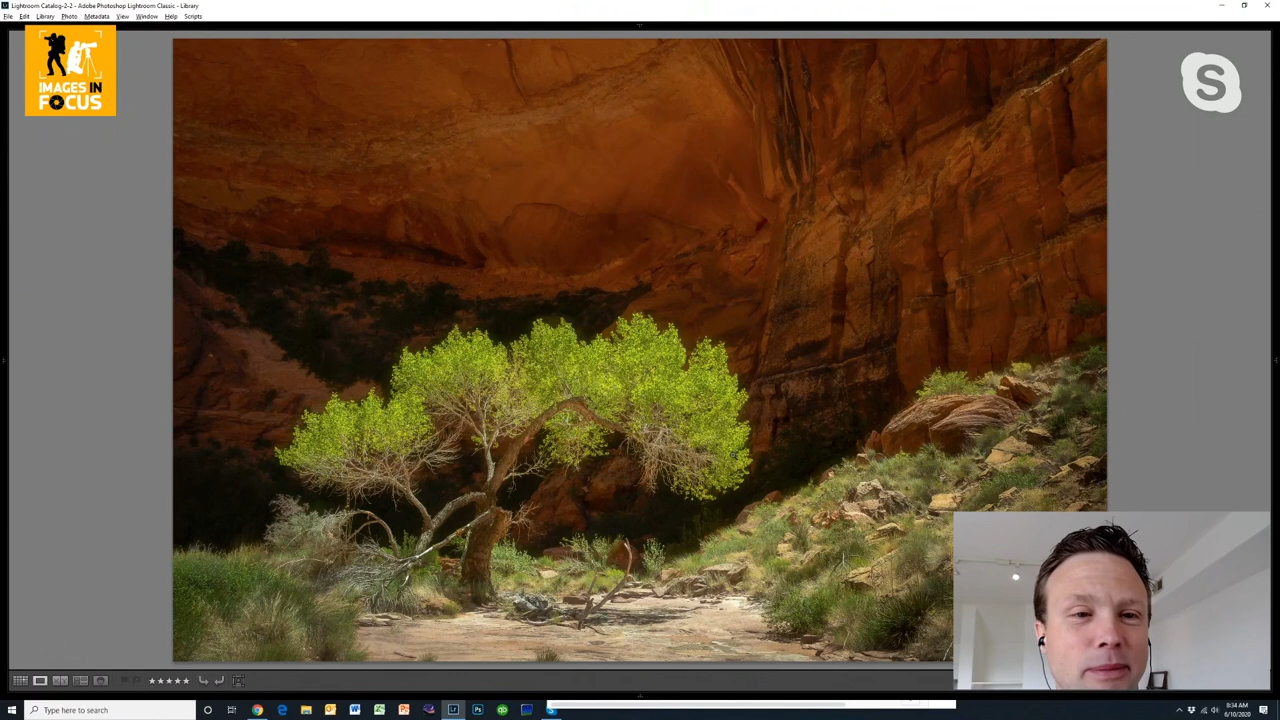 Lightroom Catalog-2-2 - Adobe Photoshop Lightroom Classic - Library
File Edit Library Photo Metadata View Window Help Scripts
IMAGES IN
FOCUS
S
Type here to search
8:34 AM
6/10/2020